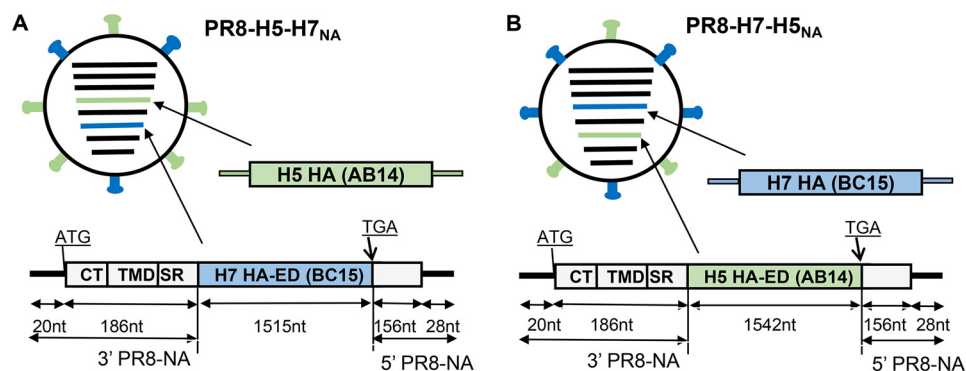 A
PR8-H5-H7NA
H5 HA (AB14)
ATG
TGA
CT TMD SR H7 HA-ED (BC15)
20nt 186nt 1515nt 156nt 28nt
3’ PR8-NA 5’ PR8-NA
B
PR8-H7-H5NA
H7 HA (BC15)
ATG
TGA
CT TMD SR H5 HA-ED (AB14)
20nt 186nt 1542nt 156nt 28nt
3’ PR8-NA 5’ PR8-NA